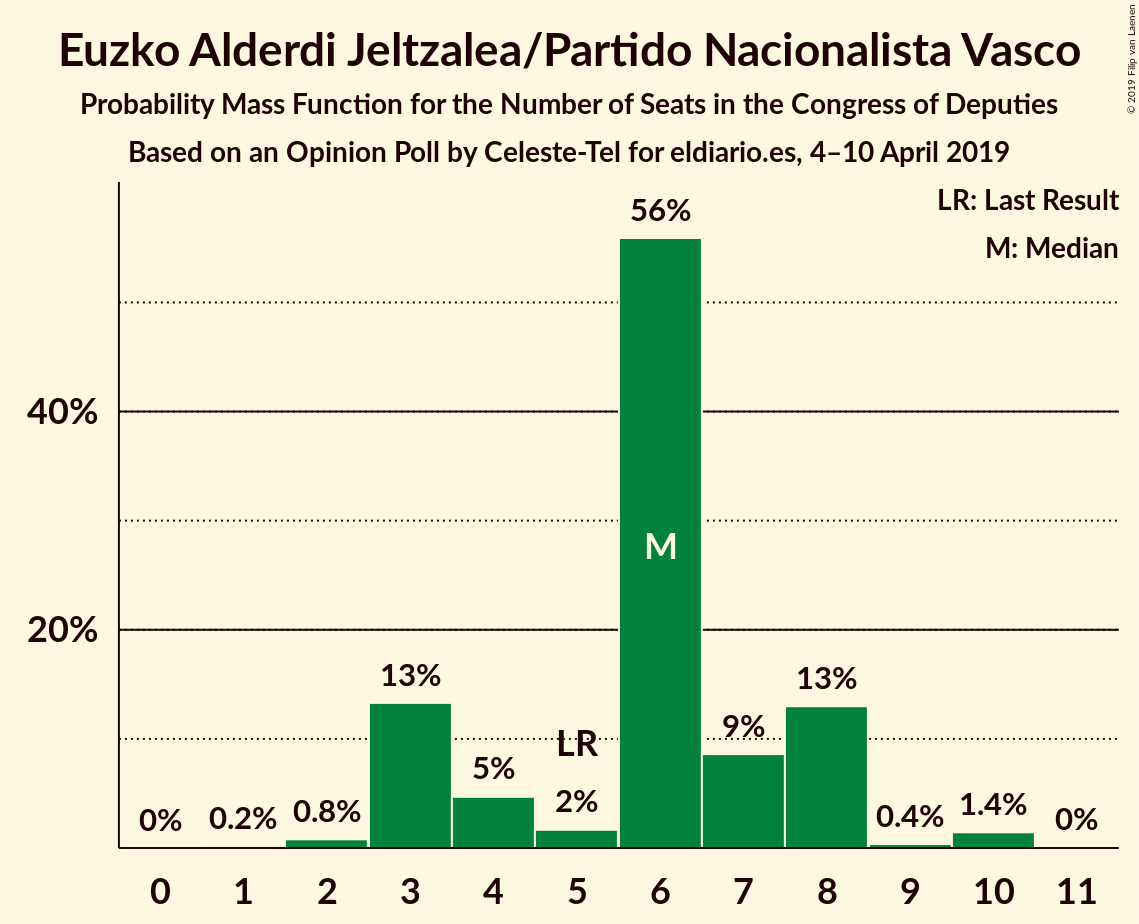 Euzko Alderdi Jeltzalea/Partido Nacionalista Vasco
Probability Mass Function for the Number of Seats in the Congress of Deputies
Based on an Opinion Poll by Celeste-Tel for eldiario.es, 4–10 April 2019
© 2019 Filip van Laenen
LR: Last Result
M: Median
56%
40%
M
20%
13%
13%
9%
LR
5%
2%
0%
0.2%
0.8%
0.4%
1.4%
0%
0 1 2 3 4 5 6 7 8 9 10 11